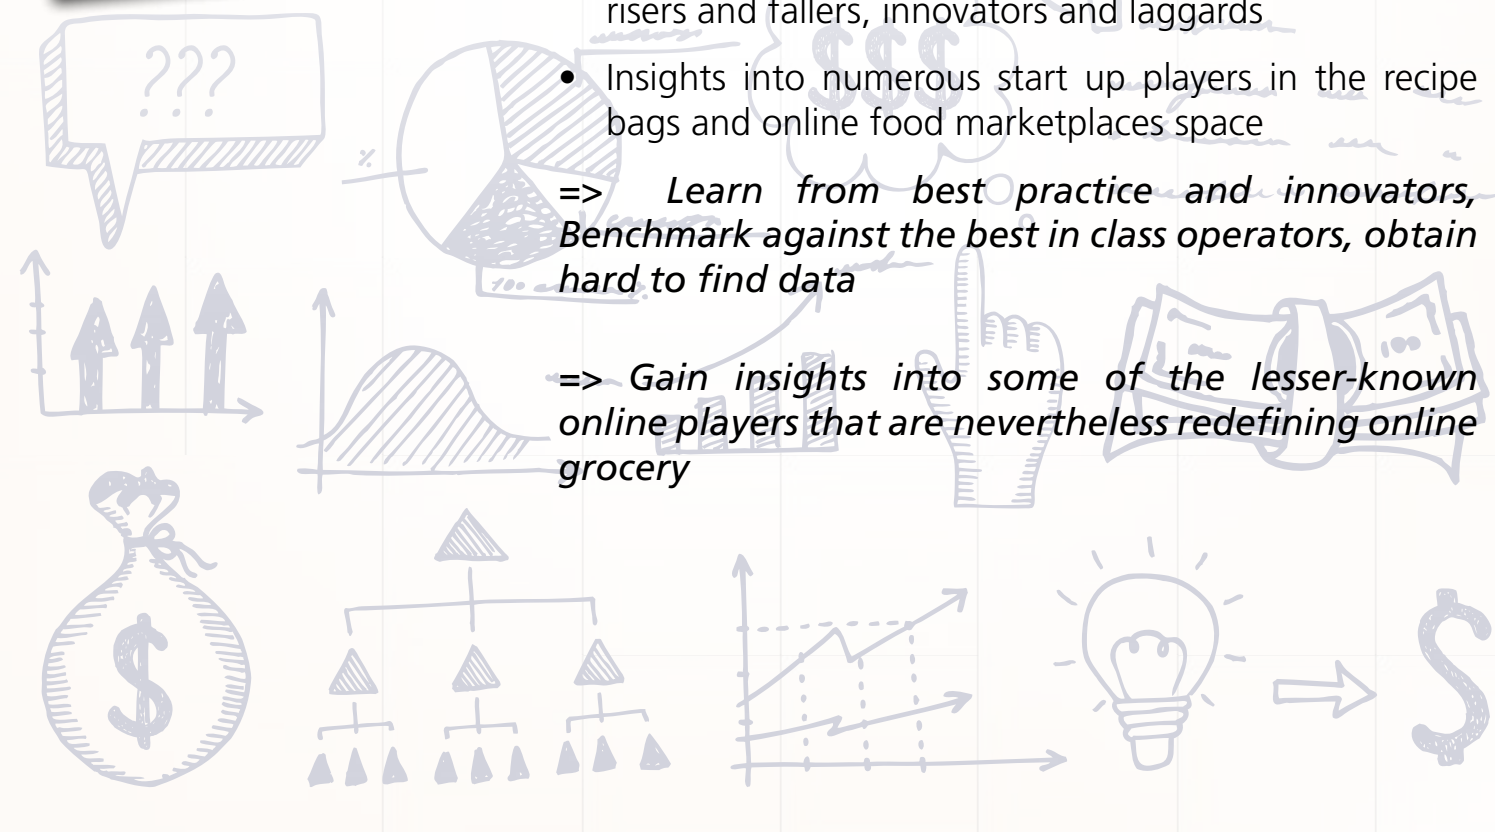 risers and fallers, innovators and laggards
• Insights into numerous start up players in the recipe
bags and online food marketplaces space
=> Learn from best practice and innovators,
Benchmark against the best in class operators, obtain
hard to find data
=> Gain insights into some of the lesser-known
online players that are nevertheless redefining online
grocery
???
$$$
%
100
$
$